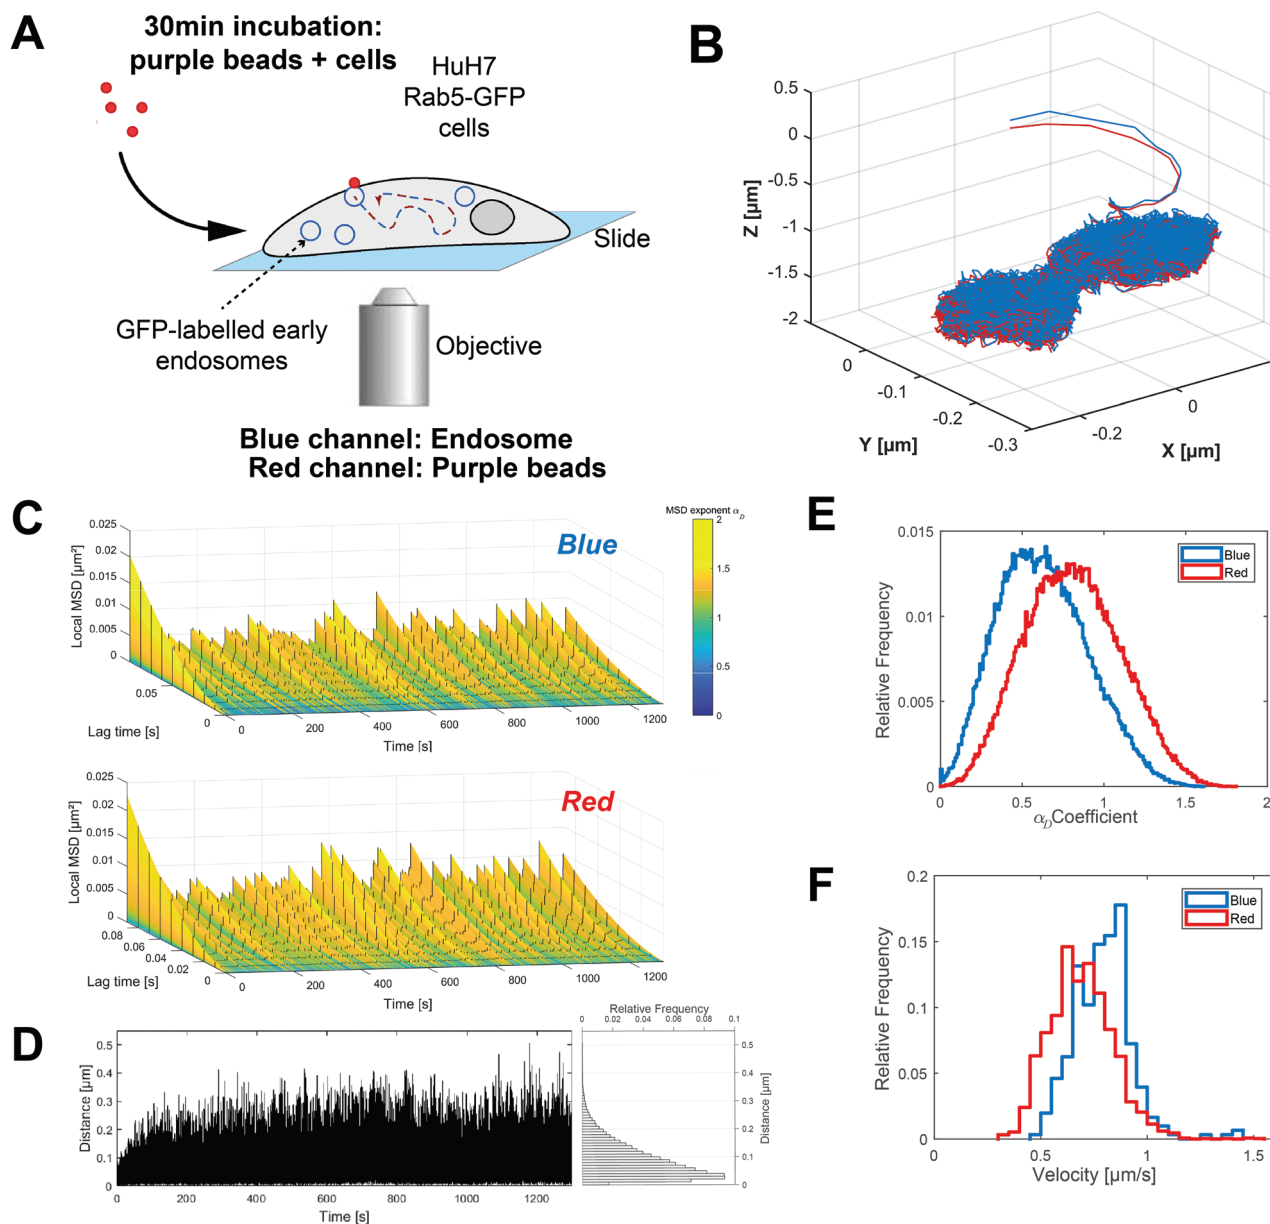 A
30min incubation:
purple beads + cells
HuH7
Rab5-GFP
cells
Slide
GFP-labelled early
endosomes
Objective
Blue channel: Endosome
Red channel: Purple beads
B
0.5
0
-0.5
-1
-1.5
-2
Z [µm]
0
-0.1
-0.2
-0.3
Y [µm]
-0.2
0
X [µm]
C
0.025
0.02
0.015
0.01
0.005
0
Local MSD [µm²]
0.05
0
Lag time [s]
0
200
400
600
800
1000
1200
Time [s]
Blue
MSD exponent α_D
2
1.5
1
0.5
0
0.025
0.02
0.015
0.01
0.005
0
Local MSD [µm²]
0.08
0.06
0.04
0.02
0
Lag time [s]
0
200
400
600
800
1000
1200
Time [s]
Red
D
0.5
0.4
0.3
0.2
0.1
0
Distance [µm]
0
200
400
600
800
1000
1200
Time [s]
Relative Frequency
0
0.02
0.04
0.06
0.08
0.1
0.5
0.4
0.3
0.2
0.1
0
Distance [µm]
E
0.015
0.01
0.005
0
Relative Frequency
0
0.5
1
1.5
2
α_D Coefficient
Blue
Red
F
0.2
0.15
0.1
0.05
0
Relative Frequency
0
0.5
1
1.5
Velocity [µm/s]
Blue
Red